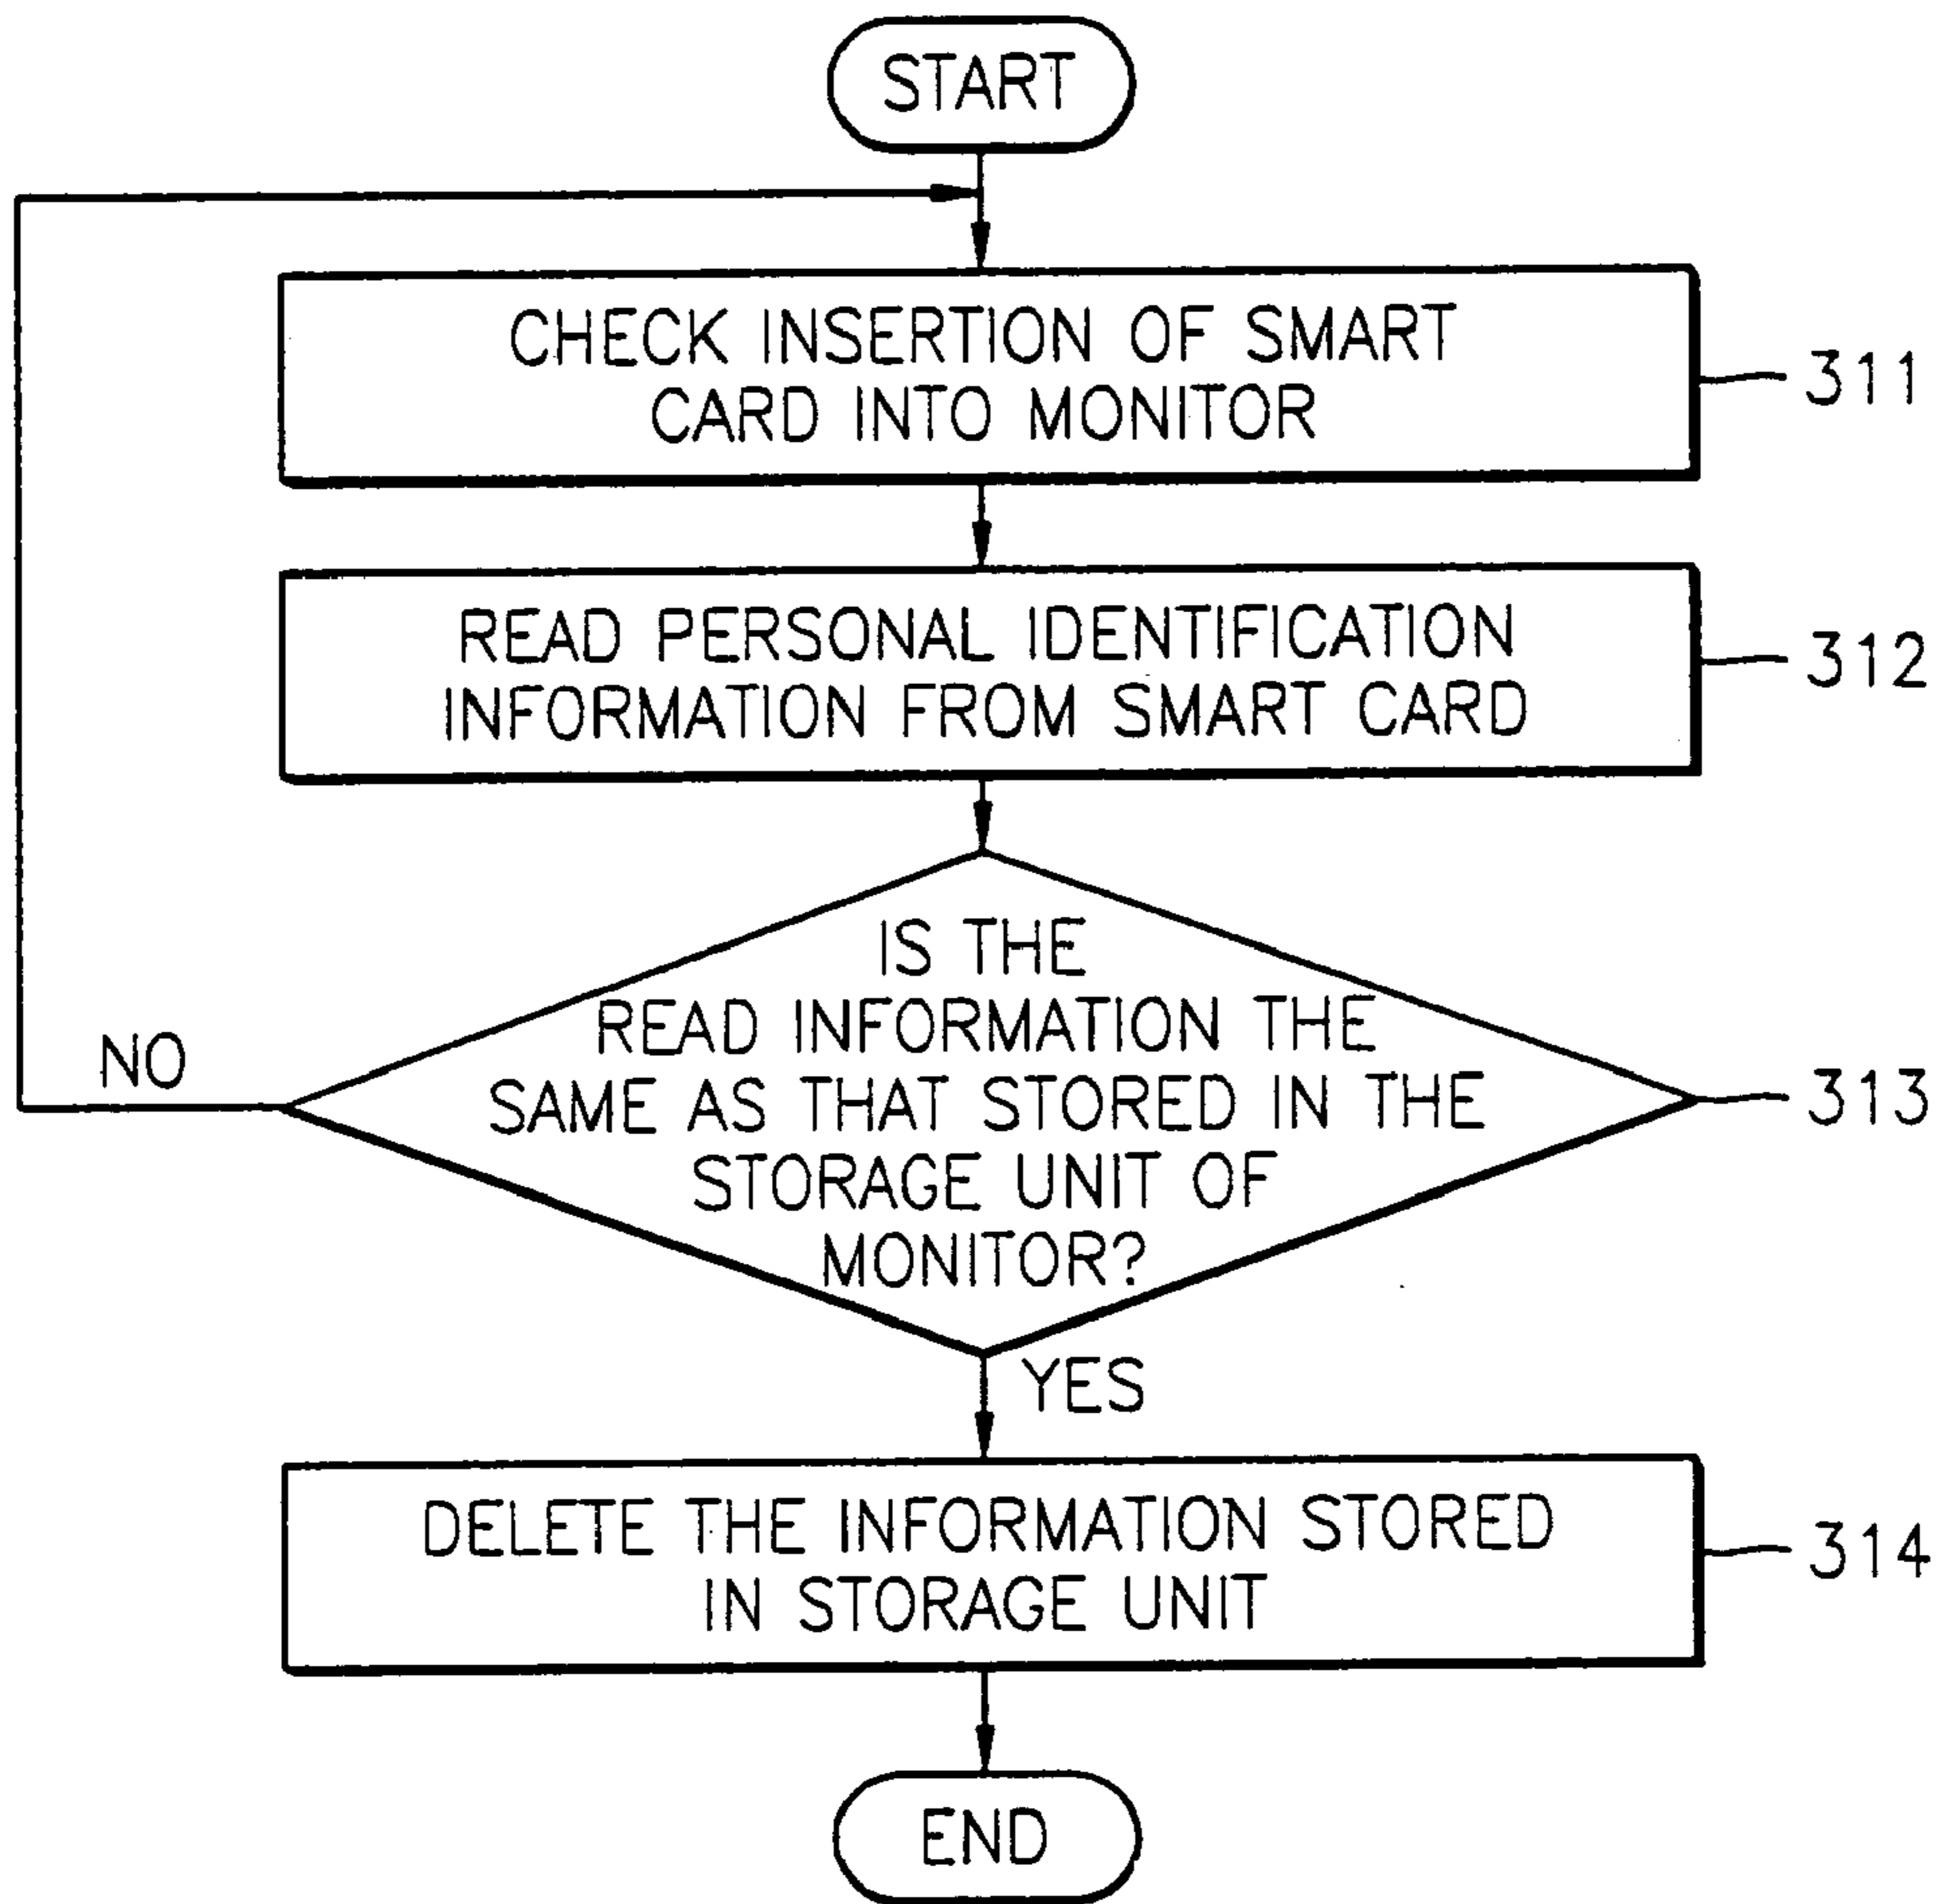 START
CHECK INSERTION OF SMART
CARD INTO MONITOR
311
READ PERSONAL IDENTIFICATION
INFORMATION FROM SMART CARD
312
IS THE
READ INFORMATION THE
SAME AS THAT STORED IN THE
STORAGE UNIT OF
MONITOR?
313
NO
YES
DELETE THE INFORMATION STORED
IN STORAGE UNIT
314
END